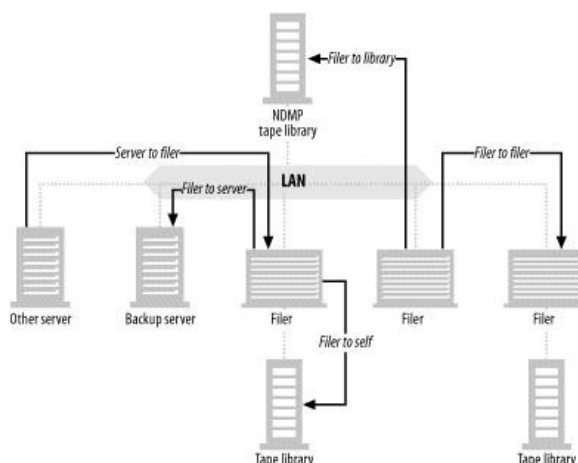 Filer to library
NDMP
tape library
Server to filer
Filer to filer
LAN
Filer to server
Other server
Backup server
Filer
Filer
Filer
Filer to self
Tape library
Tape library